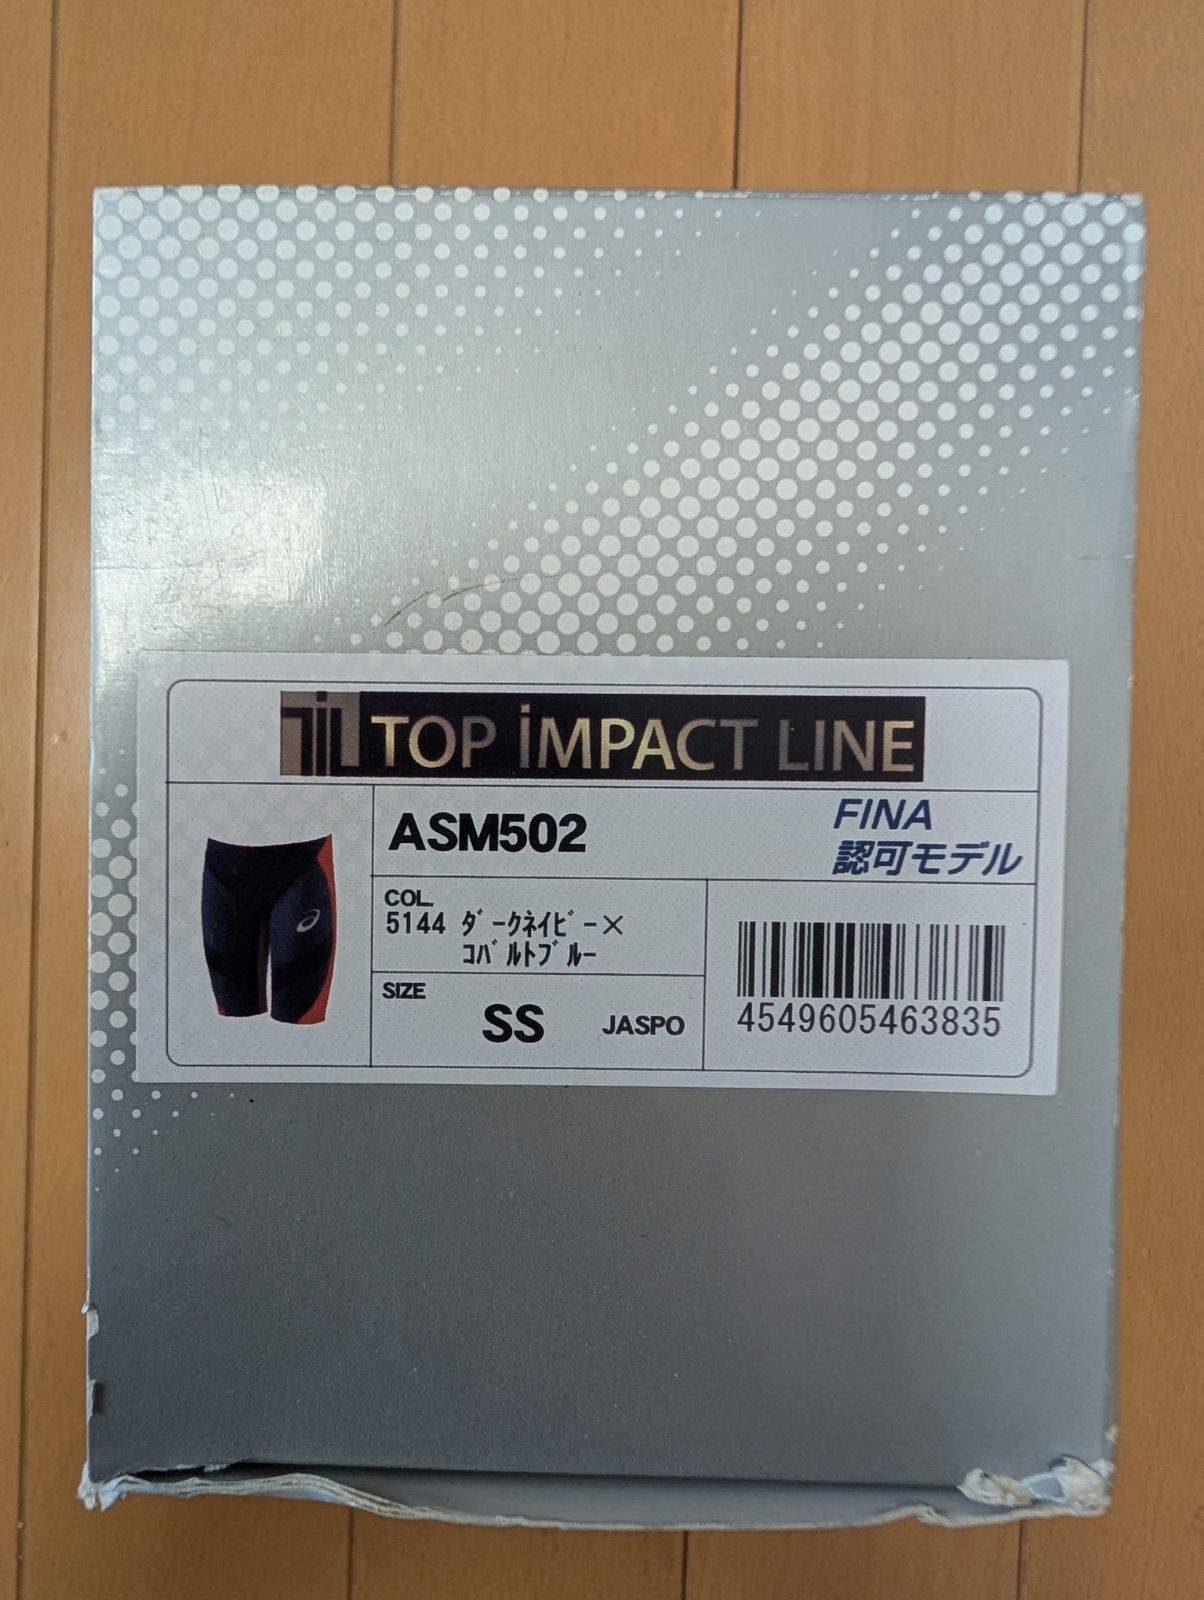 TOP iMPACT LINE
ASM502
FINA
認可モデル
COL.
5144 ﾀﾞｰｸﾈｲﾋﾞｰ×
ｺﾊﾞﾙﾄﾌﾞﾙｰ
SIZE
SS
JASPO
4549605463835